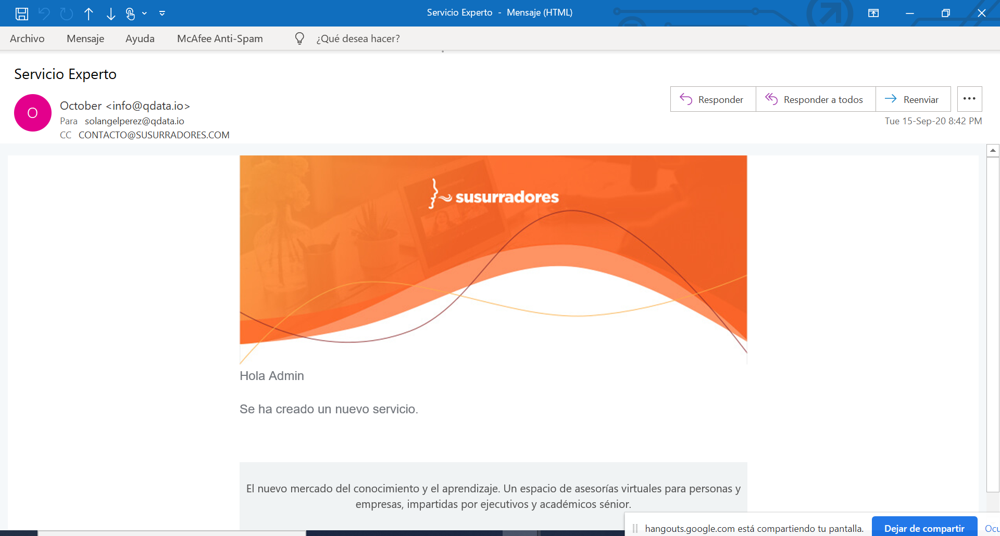 Servicio Experto - Mensaje (HTML)
Archivo Mensaje Ayuda McAfee Anti-Spam ¿Qué desea hacer?
Servicio Experto
O
October <info@qdata.io>
Para solangelperez@qdata.io
CC CONTACTO@SUSURRADORES.COM
Responder Responder a todos Reenviar
Tue 15-Sep-20 8:42 PM
susurradores
Hola Admin
Se ha creado un nuevo servicio.
El nuevo mercado del conocimiento y el aprendizaje. Un espacio de asesorías virtuales para personas y
empresas, impartidas por ejecutivos y académicos sénior.
hangouts.google.com está compartiendo tu pantalla. Dejar de compartir Ocu